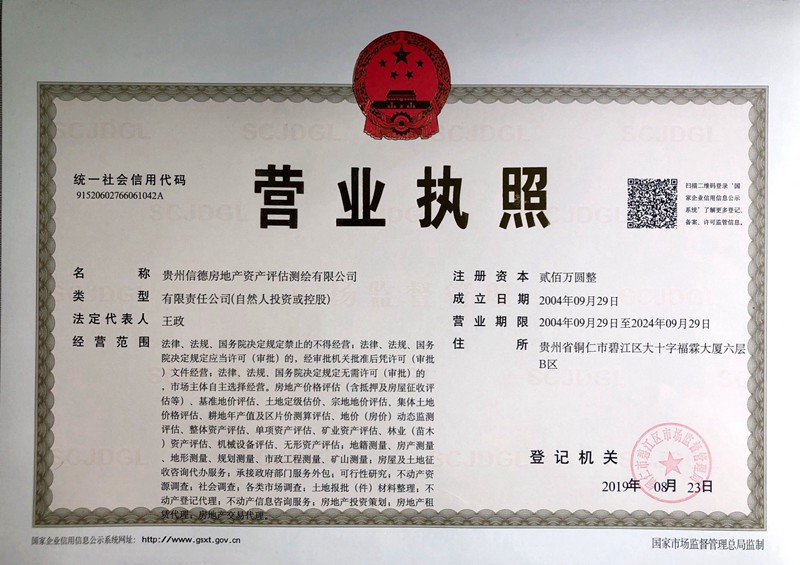 统一社会信用代码
91520602766061042A
营业执照
扫描二维码登录‘国
家企业信用信息公示
系统’了解更多登记、
备案、许可监管信息。
名 称 贵州信德房地产资产评估测绘有限公司
类 型 有限责任公司(自然人投资或控股)
法定代表人 王政
经营范围 法律、法规、国务院决定规定禁止的不得经营；法律、法规、国务
院决定规定应当许可（审批）的，经审批机关批准后凭许可（审批
）文件经营；法律、法规、国务院决定规定无需许可（审批）的
，市场主体自主选择经营。房地产价格评估（含抵押及房屋征收评
估等）、基准地价评估、土地定级估价、宗地地价评估、集体土地
价格评估、耕地年产值及区片价测算评估、地价（房价）动态监测
评估、整体资产评估、单项资产评估、矿业资产评估、林业（苗木
）资产评估、机械设备评估、无形资产评估；地籍测量、房产测量
、地形测量、规划测量、市政工程测量、矿山测量；房屋及土地征
收咨询代办服务；承接政府部门服务外包；可行性研究；不动产资
源调查；社会调查；各类市场调查；土地报批（件）材料整理；不
动产登记代理；不动产信息咨询服务；房地产投资策划；房地产租
赁代理；房地产交易代理。
注册资本 贰佰万圆整
成立日期 2004年09月29日
营业期限 2004年09月29日至2024年09月29日
住 所 贵州省铜仁市碧江区大十字福霖大厦六层
B区
登记机关
铜仁市碧江区市场监督管理局
2019年 08月 23日
国家企业信用信息公示系统网址: http://www.gsxt.gov.cn
国家市场监督管理总局监制
SCJDGL
SCJDGL
SCJDGL